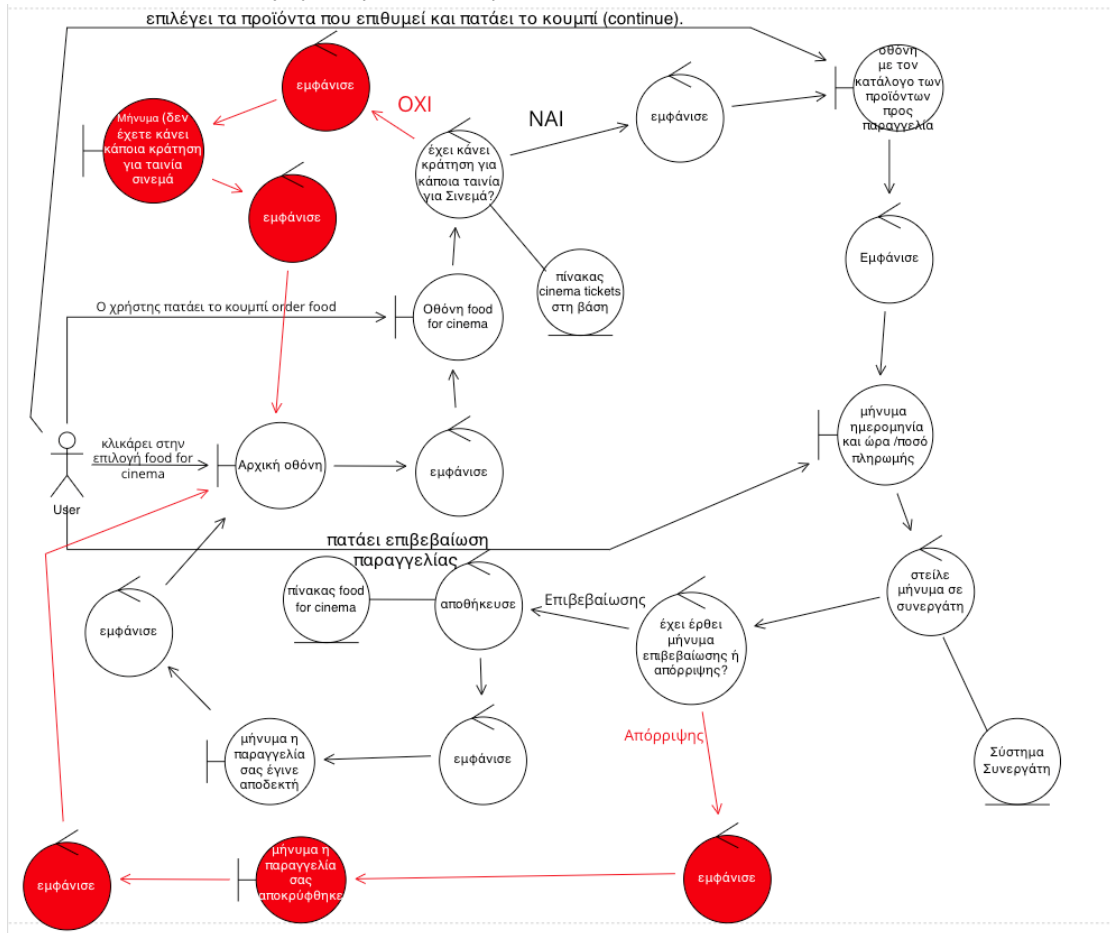 επιλέγει τα προϊόντα που επιθυμεί και πατάει το κουμπί (continue).
εμφάνισε
ΟΧΙ
ΝΑΙ
εμφάνισε
οθόνη
με τον
κατάλογο των
προϊόντων
προς
παραγγελία
Μήνυμα (δεν
έχετε κάνει
κάποια κράτηση
για ταινία
σινεμά
έχει κάνει
κράτηση για
κάποια ταινία
για Σινεμά?
εμφάνισε
Εμφάνισε
πίνακας
cinema tickets
στη βάση
Ο χρήστης πατάει το κουμπί order food
Οθόνη food
for cinema
μήνυμα
ημερομηνία
και ώρα /ποσό
πληρωμής
κλικάρει στην
επιλογή food for
cinema
User
Αρχική οθόνη
εμφάνισε
πατάει επιβεβαίωση
παραγγελίας
πίνακας food
for cinema
αποθήκευσε
Επιβεβαίωσης
έχει έρθει
μήνυμα
επιβεβαίωσης ή
απόρριψης?
στείλε
μήνυμα σε
συνεργάτη
εμφάνισε
Απόρριψης
μήνυμα η
παραγγελία
σας έγινε
αποδεκτή
εμφάνισε
Σύστημα
Συνεργάτη
εμφάνισε
μήνυμα η
παραγγελία
σας
αποκρύφθηκε
εμφάνισε